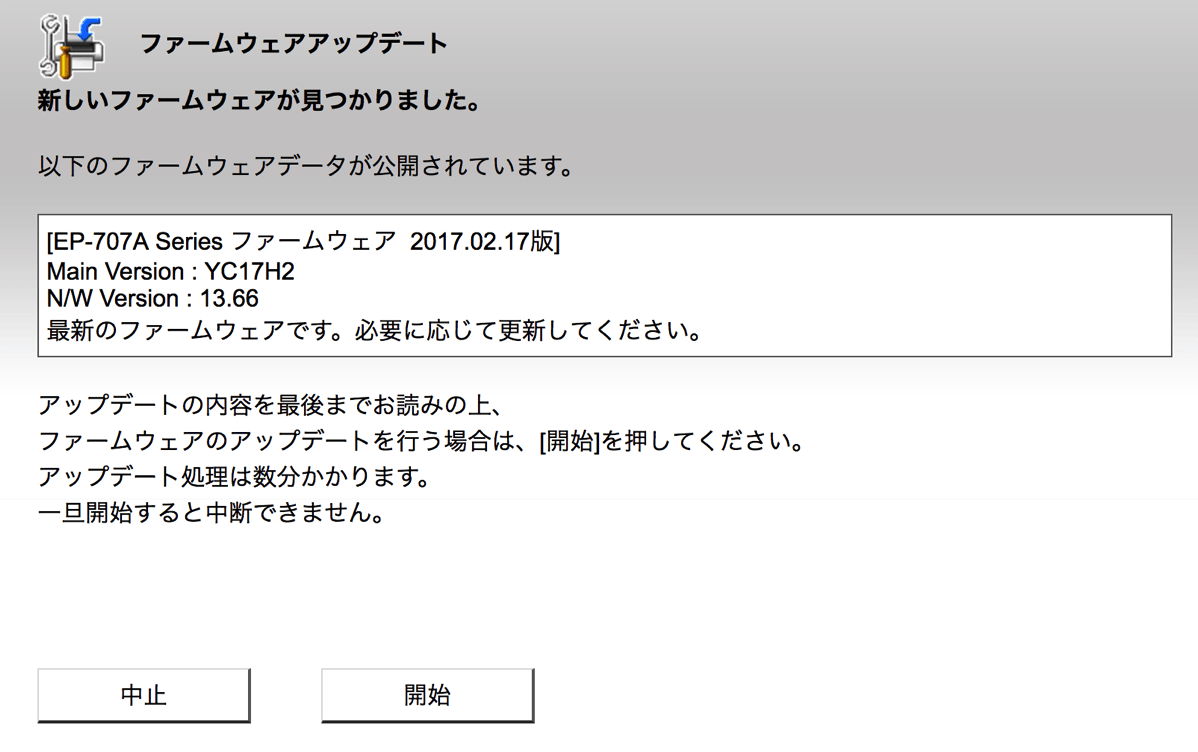 ファームウェアアップデート
新しいファームウェアが見つかりました。
以下のファームウェアデータが公開されています。
[EP-707A Series ファームウェア  2017.02.17版]
Main Version : YC17H2
N/W Version : 13.66
最新のファームウェアです。必要に応じて更新してください。
アップデートの内容を最後までお読みの上、
ファームウェアのアップデートを行う場合は、[開始]を押してください。
アップデート処理は数分かかります。
一旦開始すると中断できません。
中止
開始